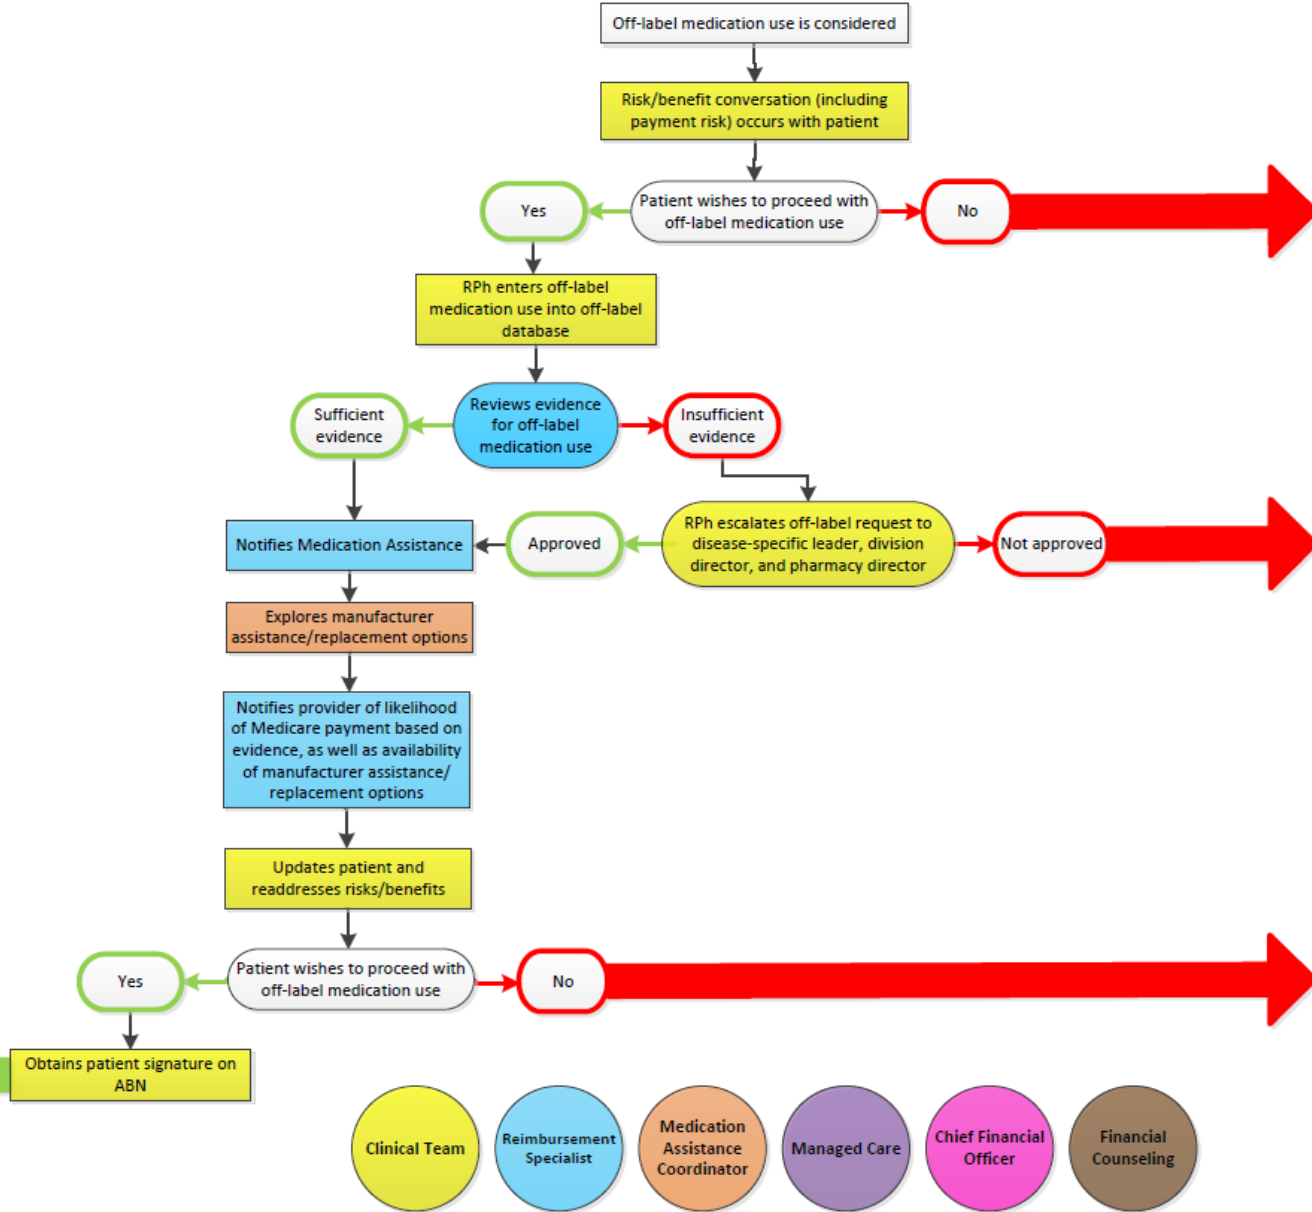 Off-label medication use is considered
Risk/benefit conversation (including
payment risk) occurs with patient
Yes
Patient wishes to proceed with
off-label medication use
No
RPh enters off-label
medication use into off-label
database
Sufficient
evidence
Reviews evidence
for off-label
medication use
Insufficient
evidence
Notifies Medication Assistance
Approved
RPh escalates off-label request to
disease-specific leader, division
director, and pharmacy director
Not approved
Explores manufacturer
assistance/replacement options
Notifies provider of likelihood
of Medicare payment based on
evidence, as well as availability
of manufacturer assistance/
replacement options
Updates patient and
readdresses risks/benefits
Yes
Patient wishes to proceed with
off-label medication use
No
Obtains patient signature on
ABN
Clinical Team
Reimbursement
Specialist
Medication
Assistance
Coordinator
Managed Care
Chief Financial
Officer
Financial
Counseling